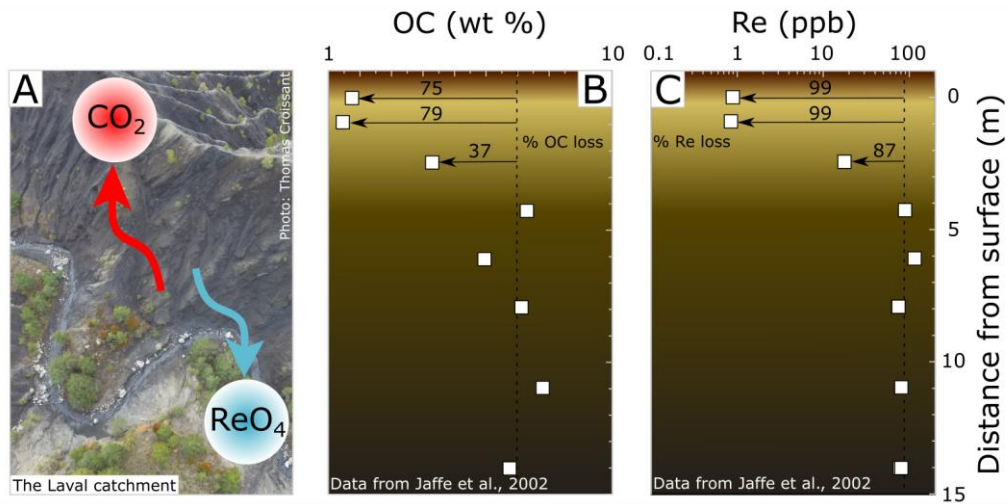 OC (wt %)
Re (ppb)
1
10
0.1
1
10
100
A
B
C
CO₂
ReO₄
Photo: Thomas Croissant
The Laval catchment
75
79
37
% OC loss
Data from Jaffe et al., 2002
99
99
87
% Re loss
Data from Jaffe et al., 2002
0
5
10
15
Distance from surface (m)